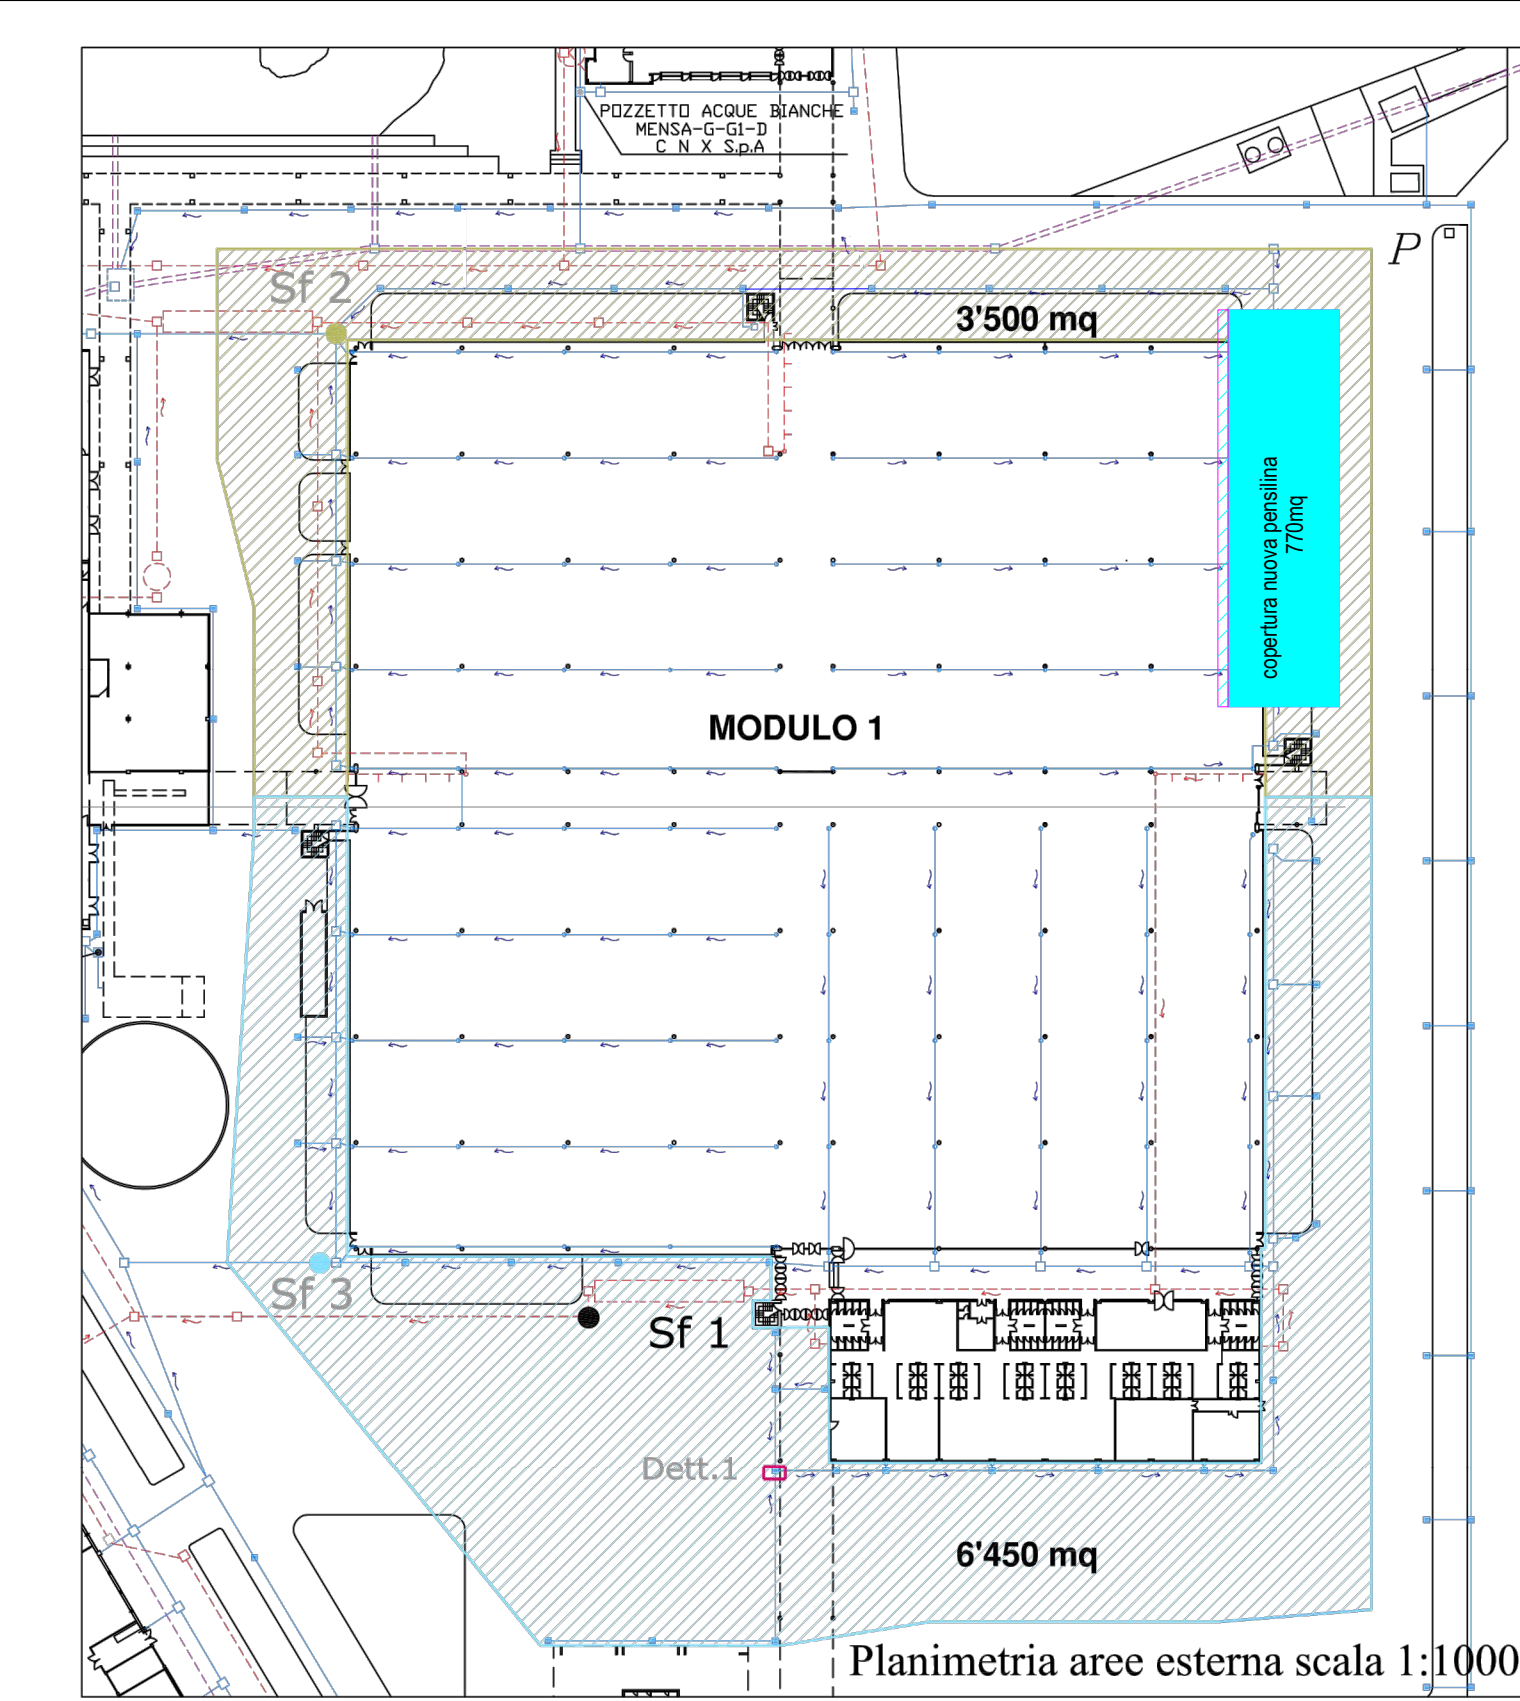 POZZETTO ACQUE BIANCHE
MENSA-G-G1-D
C N X S.p.A
P
Sf 2
3'500 mq
copertura nuova pensilina
770mq
MODULO 1
Sf 3
Sf 1
Dett.1
6'450 mq
Planimetria aree esterna scala 1:1000